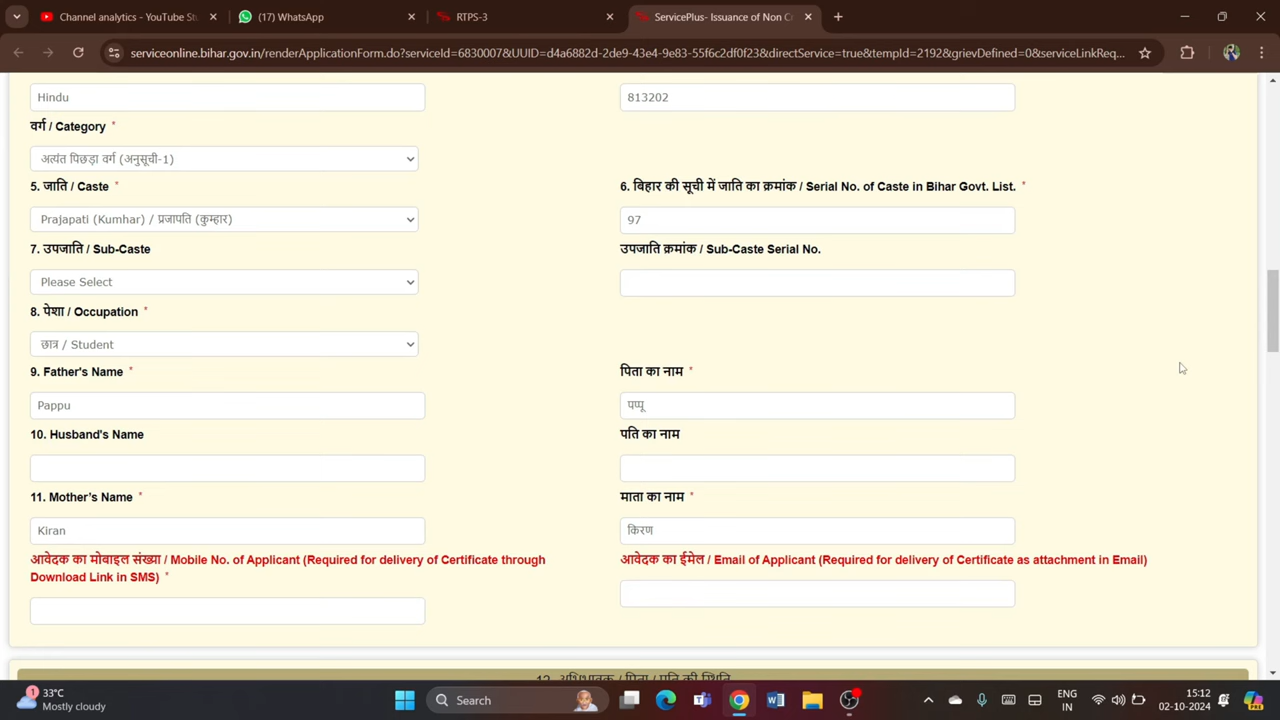 Channel analytics - YouTube St
(17) WhatsApp
RTPS-3
ServicePlus- Issuance of Non C
serviceonline.bihar.gov.in/renderApplicationForm.do?serviceId=6830007&UUID=d4a6882d-2de9-43e4-9e83-55f6c2df0f23&directService=true&tempId=2192&grievDefined=0&serviceLinkReq...
Hindu
813202
वर्ग / Category *
अत्यंत पिछड़ा वर्ग (अनुसूची-1)
5. जाति / Caste *
6. बिहार की सूची में जाति का क्रमांक / Serial No. of Caste in Bihar Govt. List. *
Prajapati (Kumhar) / प्रजापति (कुम्हार)
97
7. उपजाति / Sub-Caste
उपजाति क्रमांक / Sub-Caste Serial No.
Please Select
8. पेशा / Occupation *
छात्र / Student
9. Father's Name *
पिता का नाम *
Pappu
पप्पू
10. Husband's Name
पति का नाम
11. Mother's Name *
माता का नाम *
Kiran
किरण
आवेदक का मोबाइल संख्या / Mobile No. of Applicant (Required for delivery of Certificate through
Download Link in SMS) *
आवेदक का ईमेल / Email of Applicant (Required for delivery of Certificate as attachment in Email)
12. अभिभावक / पिता / पति की स्थिति
1
33°C
Mostly cloudy
Search
ENG
IN
15:12
02-10-2024
PRE